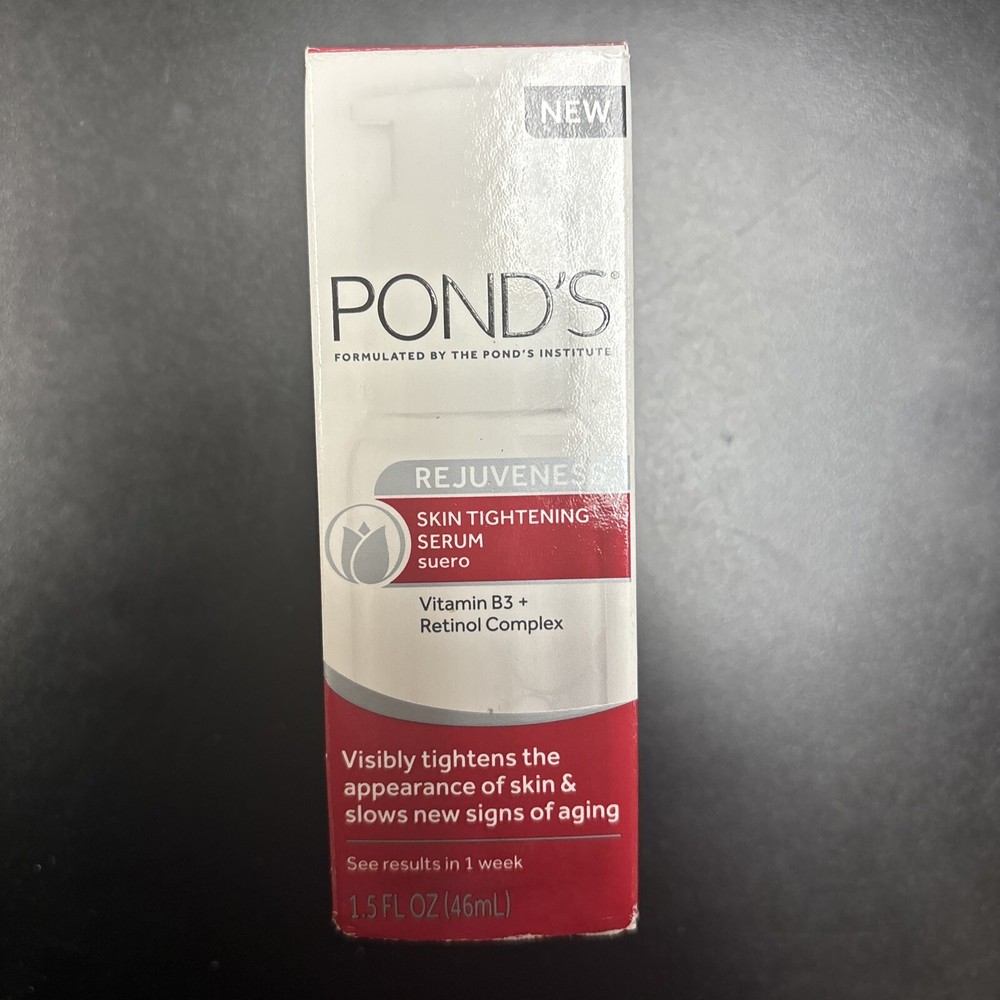 NEW
POND'S®
FORMULATED BY THE POND'S INSTITUTE
REJUVENESS
SKIN TIGHTENING
SERUM
suero
Vitamin B3 +
Retinol Complex
Visibly tightens the
appearance of skin &
slows new signs of aging
See results in 1 week
1.5 FL OZ (46mL)